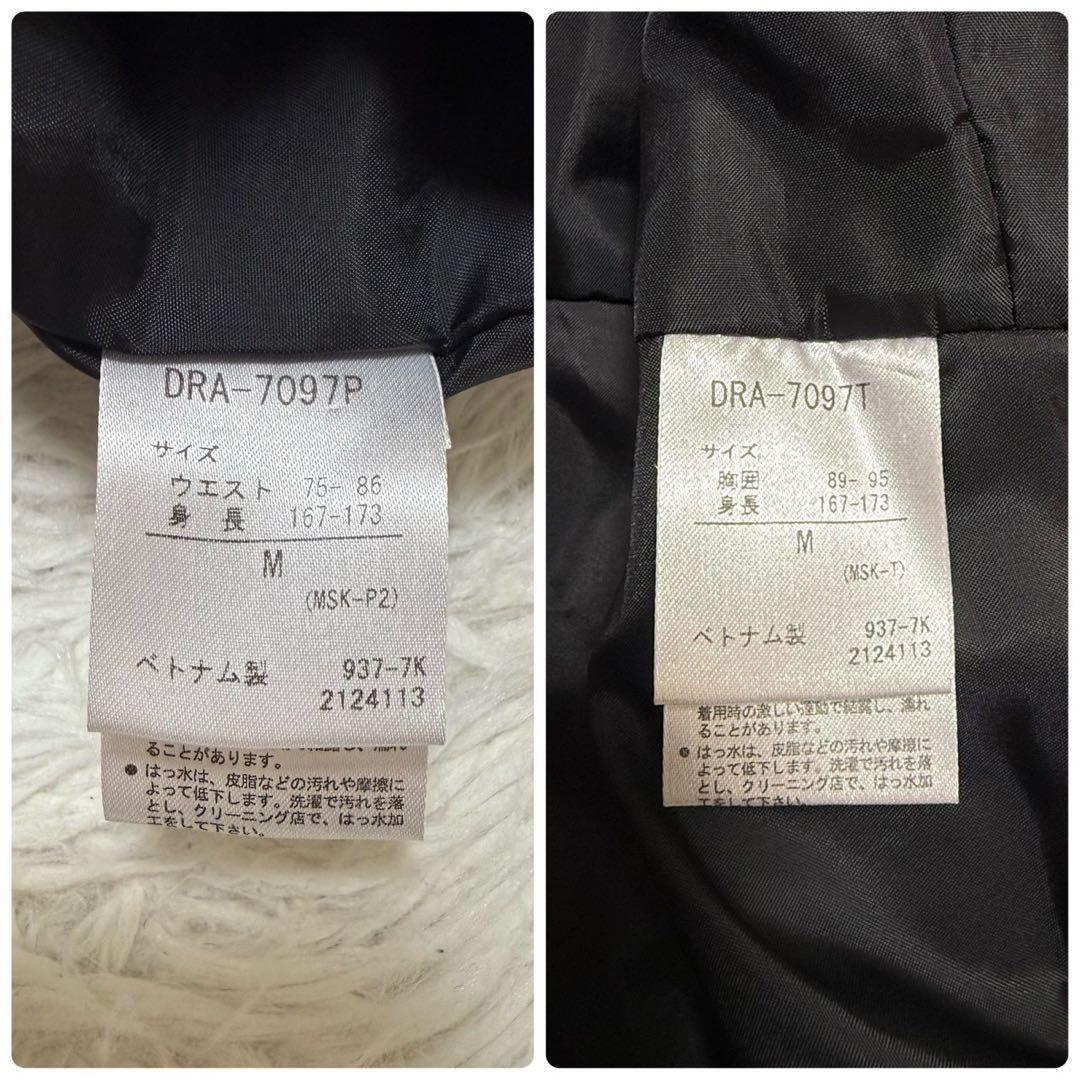 DRA-7097P
サイズ
ウエスト 75- 86
身 長 167-173
M
(MSK-P2)
ベトナム製 937-7K
2124113
ることがあります。
● はっ水は、皮脂などの汚れや摩擦に
よって低下します。洗濯で汚れを落
とし、クリーニング店で、はっ水加
工をして下さい。
DRA-7097T
サイズ
胸囲 89- 95
身長 167-173
M
(MSK-T)
ベトナム製 937-7K
2124113
着用時の激しい運動で結露し、濡れ
ることがあります。
● はっ水は、皮脂などの汚れや摩擦に
よって低下します。洗濯で汚れを落
とし、クリーニング店で、はっ水加
工をして下さい。